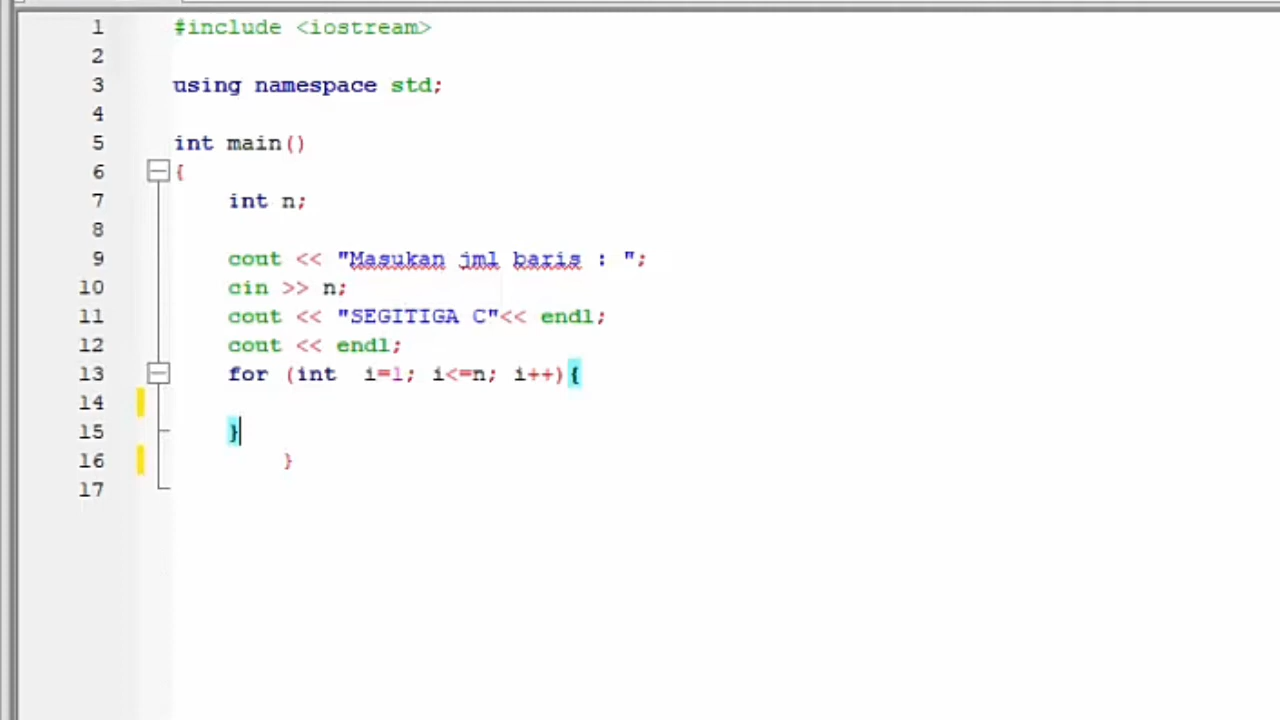 1 #include <iostream>
2
3 using namespace std;
4
5 int main()
6 {
7 int n;
8
9 cout << "Masukan jml baris : ";
10 cin >> n;
11 cout << "SEGITIGA C"<< endl;
12 cout << endl;
13 for (int  i=1; i<=n; i++){
14
15 }
16 }
17